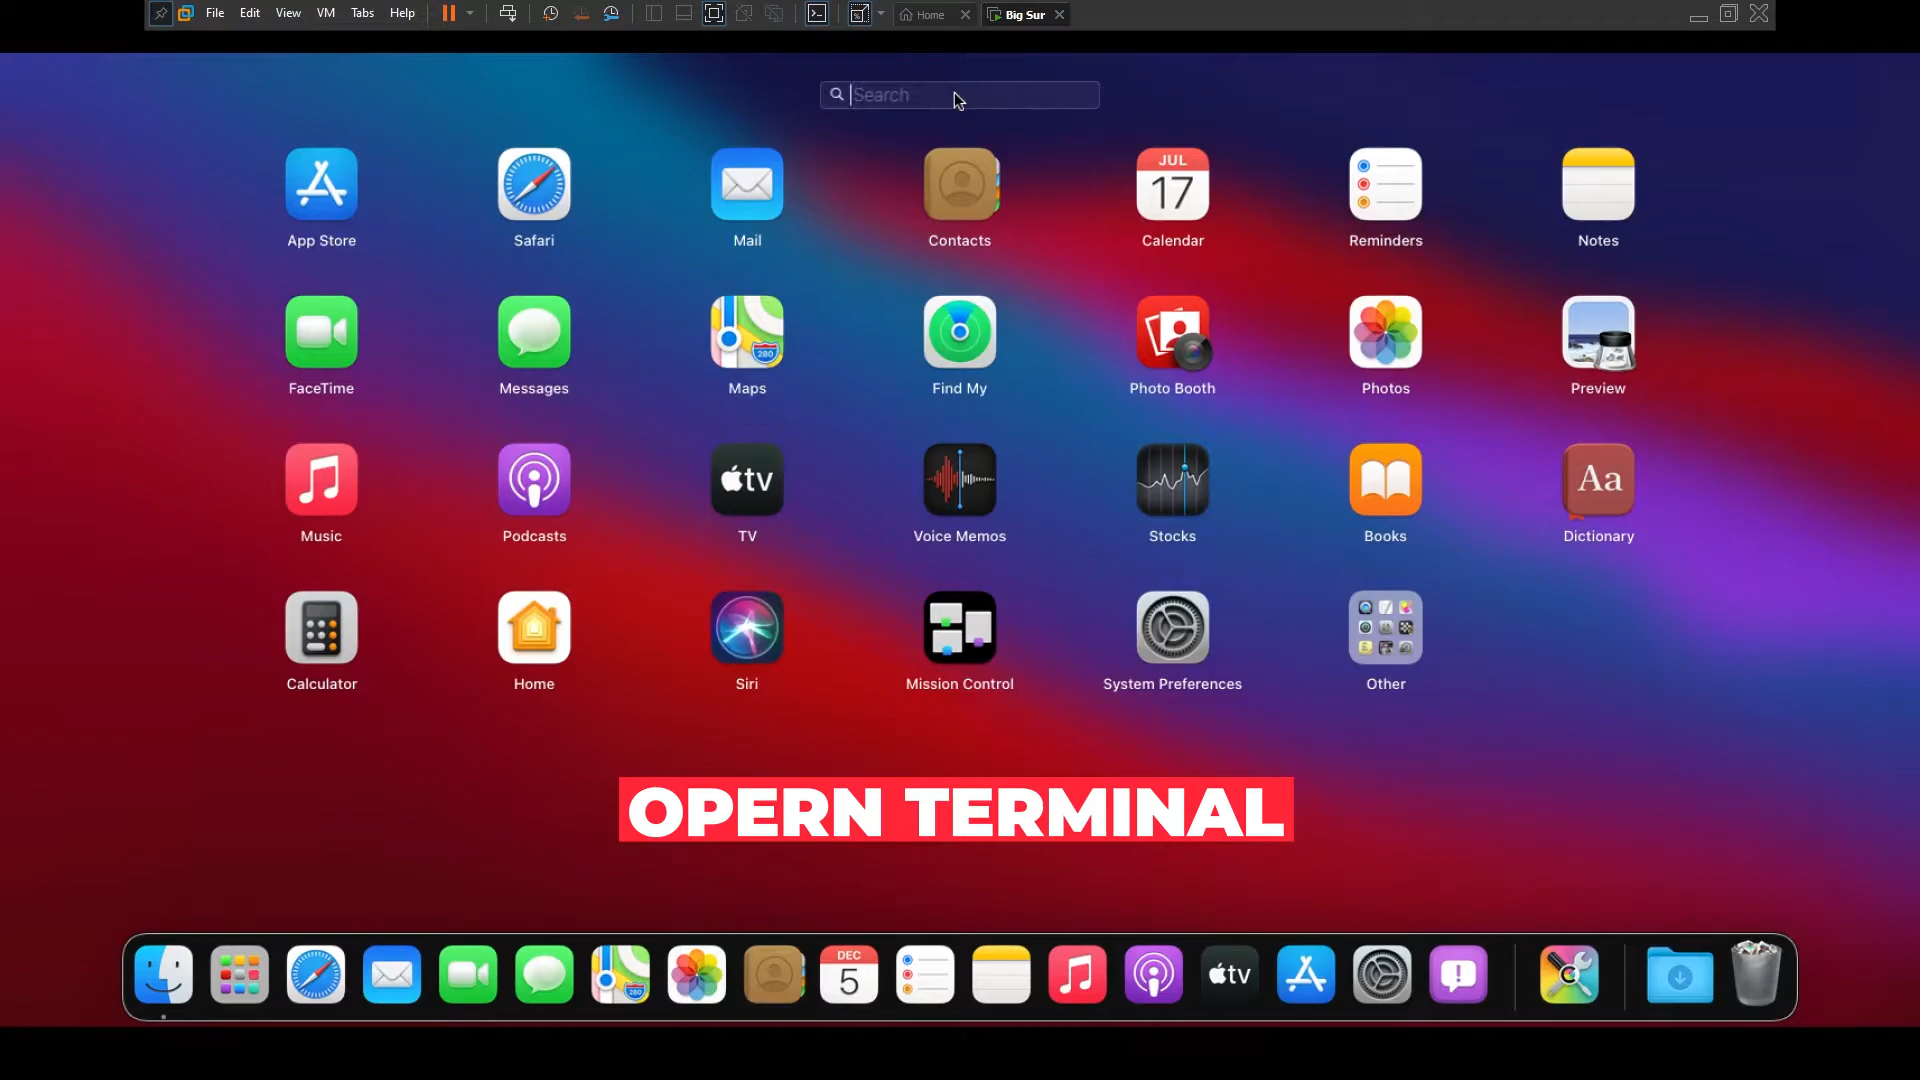 File Edit View VM Tabs Help Home Big Sur
Search
App Store Safari Mail Contacts JUL 17 Calendar Reminders Notes
FaceTime Messages 280 Maps Find My Photo Booth Photos Preview
Music Podcasts tv TV Voice Memos Stocks Books Aa Dictionary
Calculator Home Siri Mission Control System Preferences Other
OPERN TERMINAL
280 DEC 5 tv